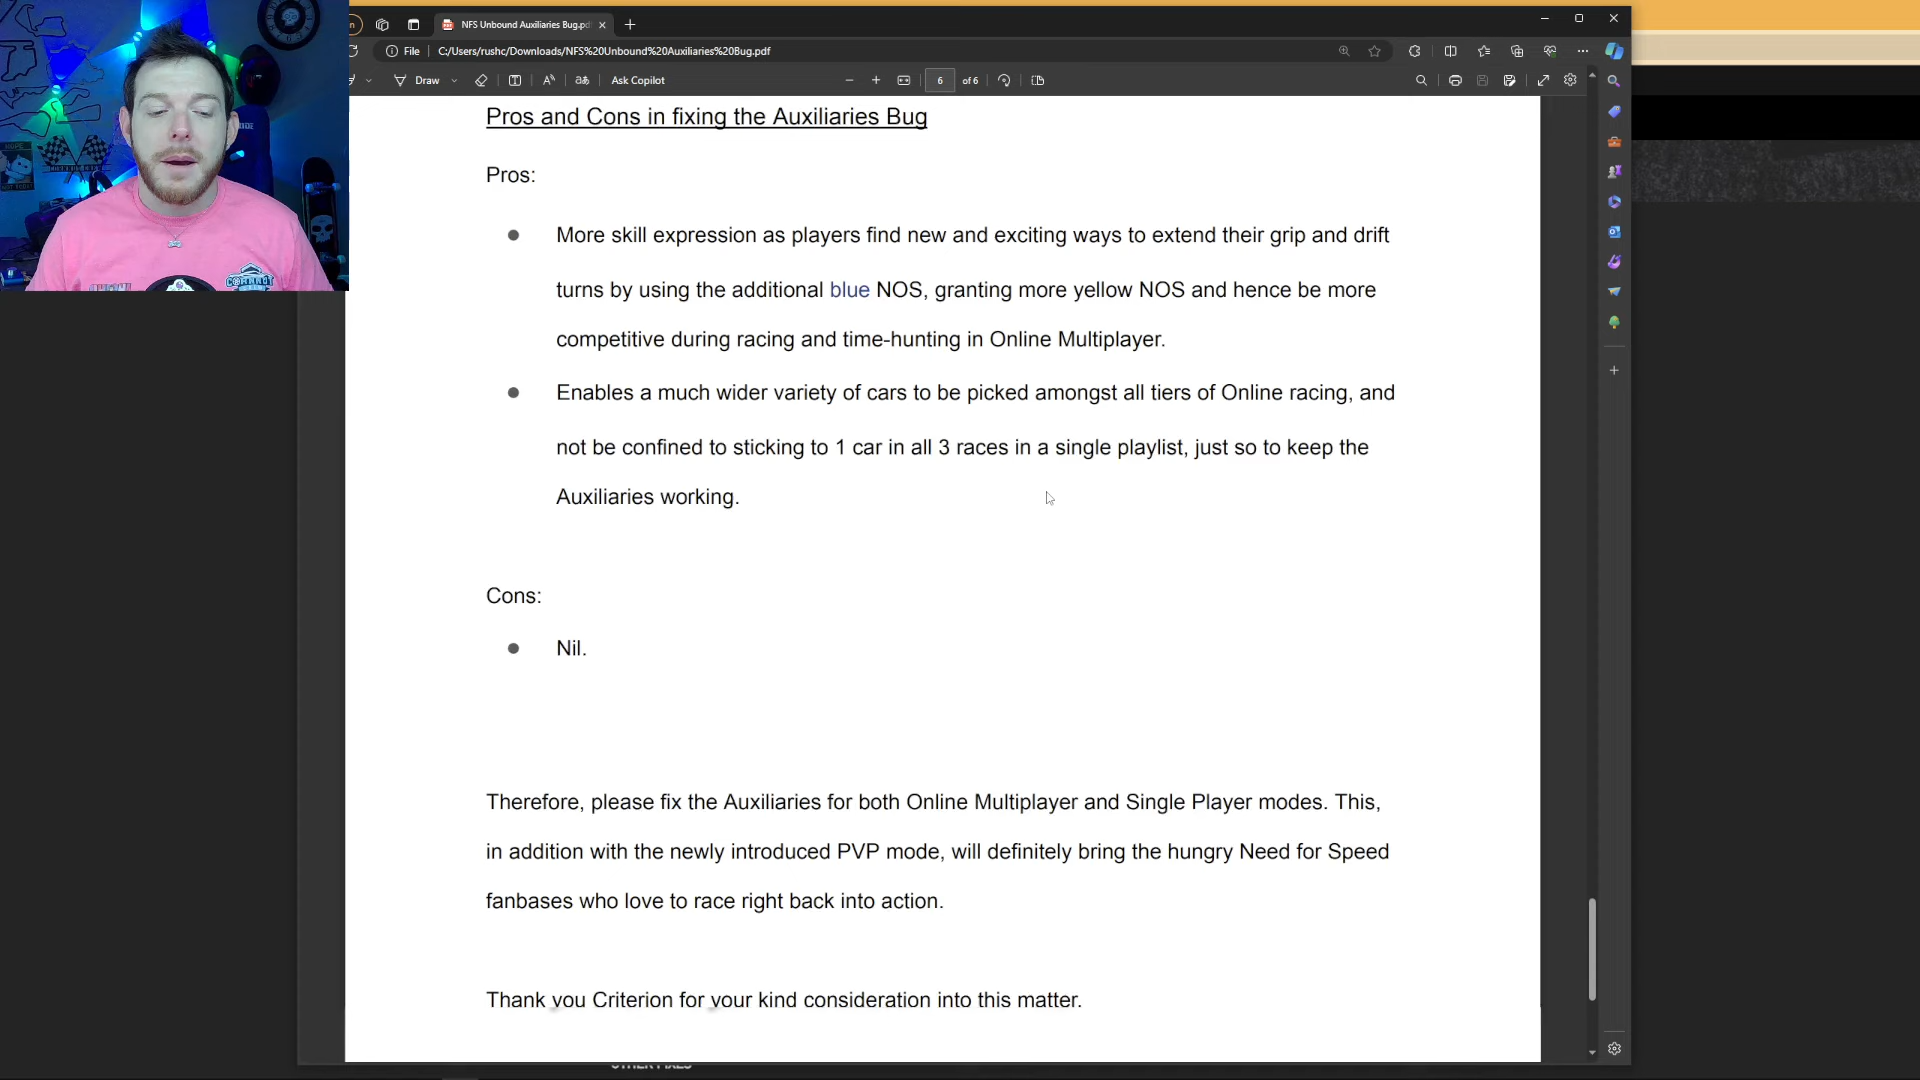 NFS Unbound Auxiliaries Bug.pd
File
C:/Users/rushc/Downloads/NFS%20Unbound%20Auxiliaries%20Bug.pdf
Draw
Ask Copilot
6 of 6
Pros and Cons in fixing the Auxiliaries Bug
Pros:
More skill expression as players find new and exciting ways to extend their grip and drift
turns by using the additional blue NOS, granting more yellow NOS and hence be more
competitive during racing and time-hunting in Online Multiplayer.
Enables a much wider variety of cars to be picked amongst all tiers of Online racing, and
not be confined to sticking to 1 car in all 3 races in a single playlist, just so to keep the
Auxiliaries working.
Cons:
Nil.
Therefore, please fix the Auxiliaries for both Online Multiplayer and Single Player modes. This,
in addition with the newly introduced PVP mode, will definitely bring the hungry Need for Speed
fanbases who love to race right back into action.
Thank you Criterion for your kind consideration into this matter.